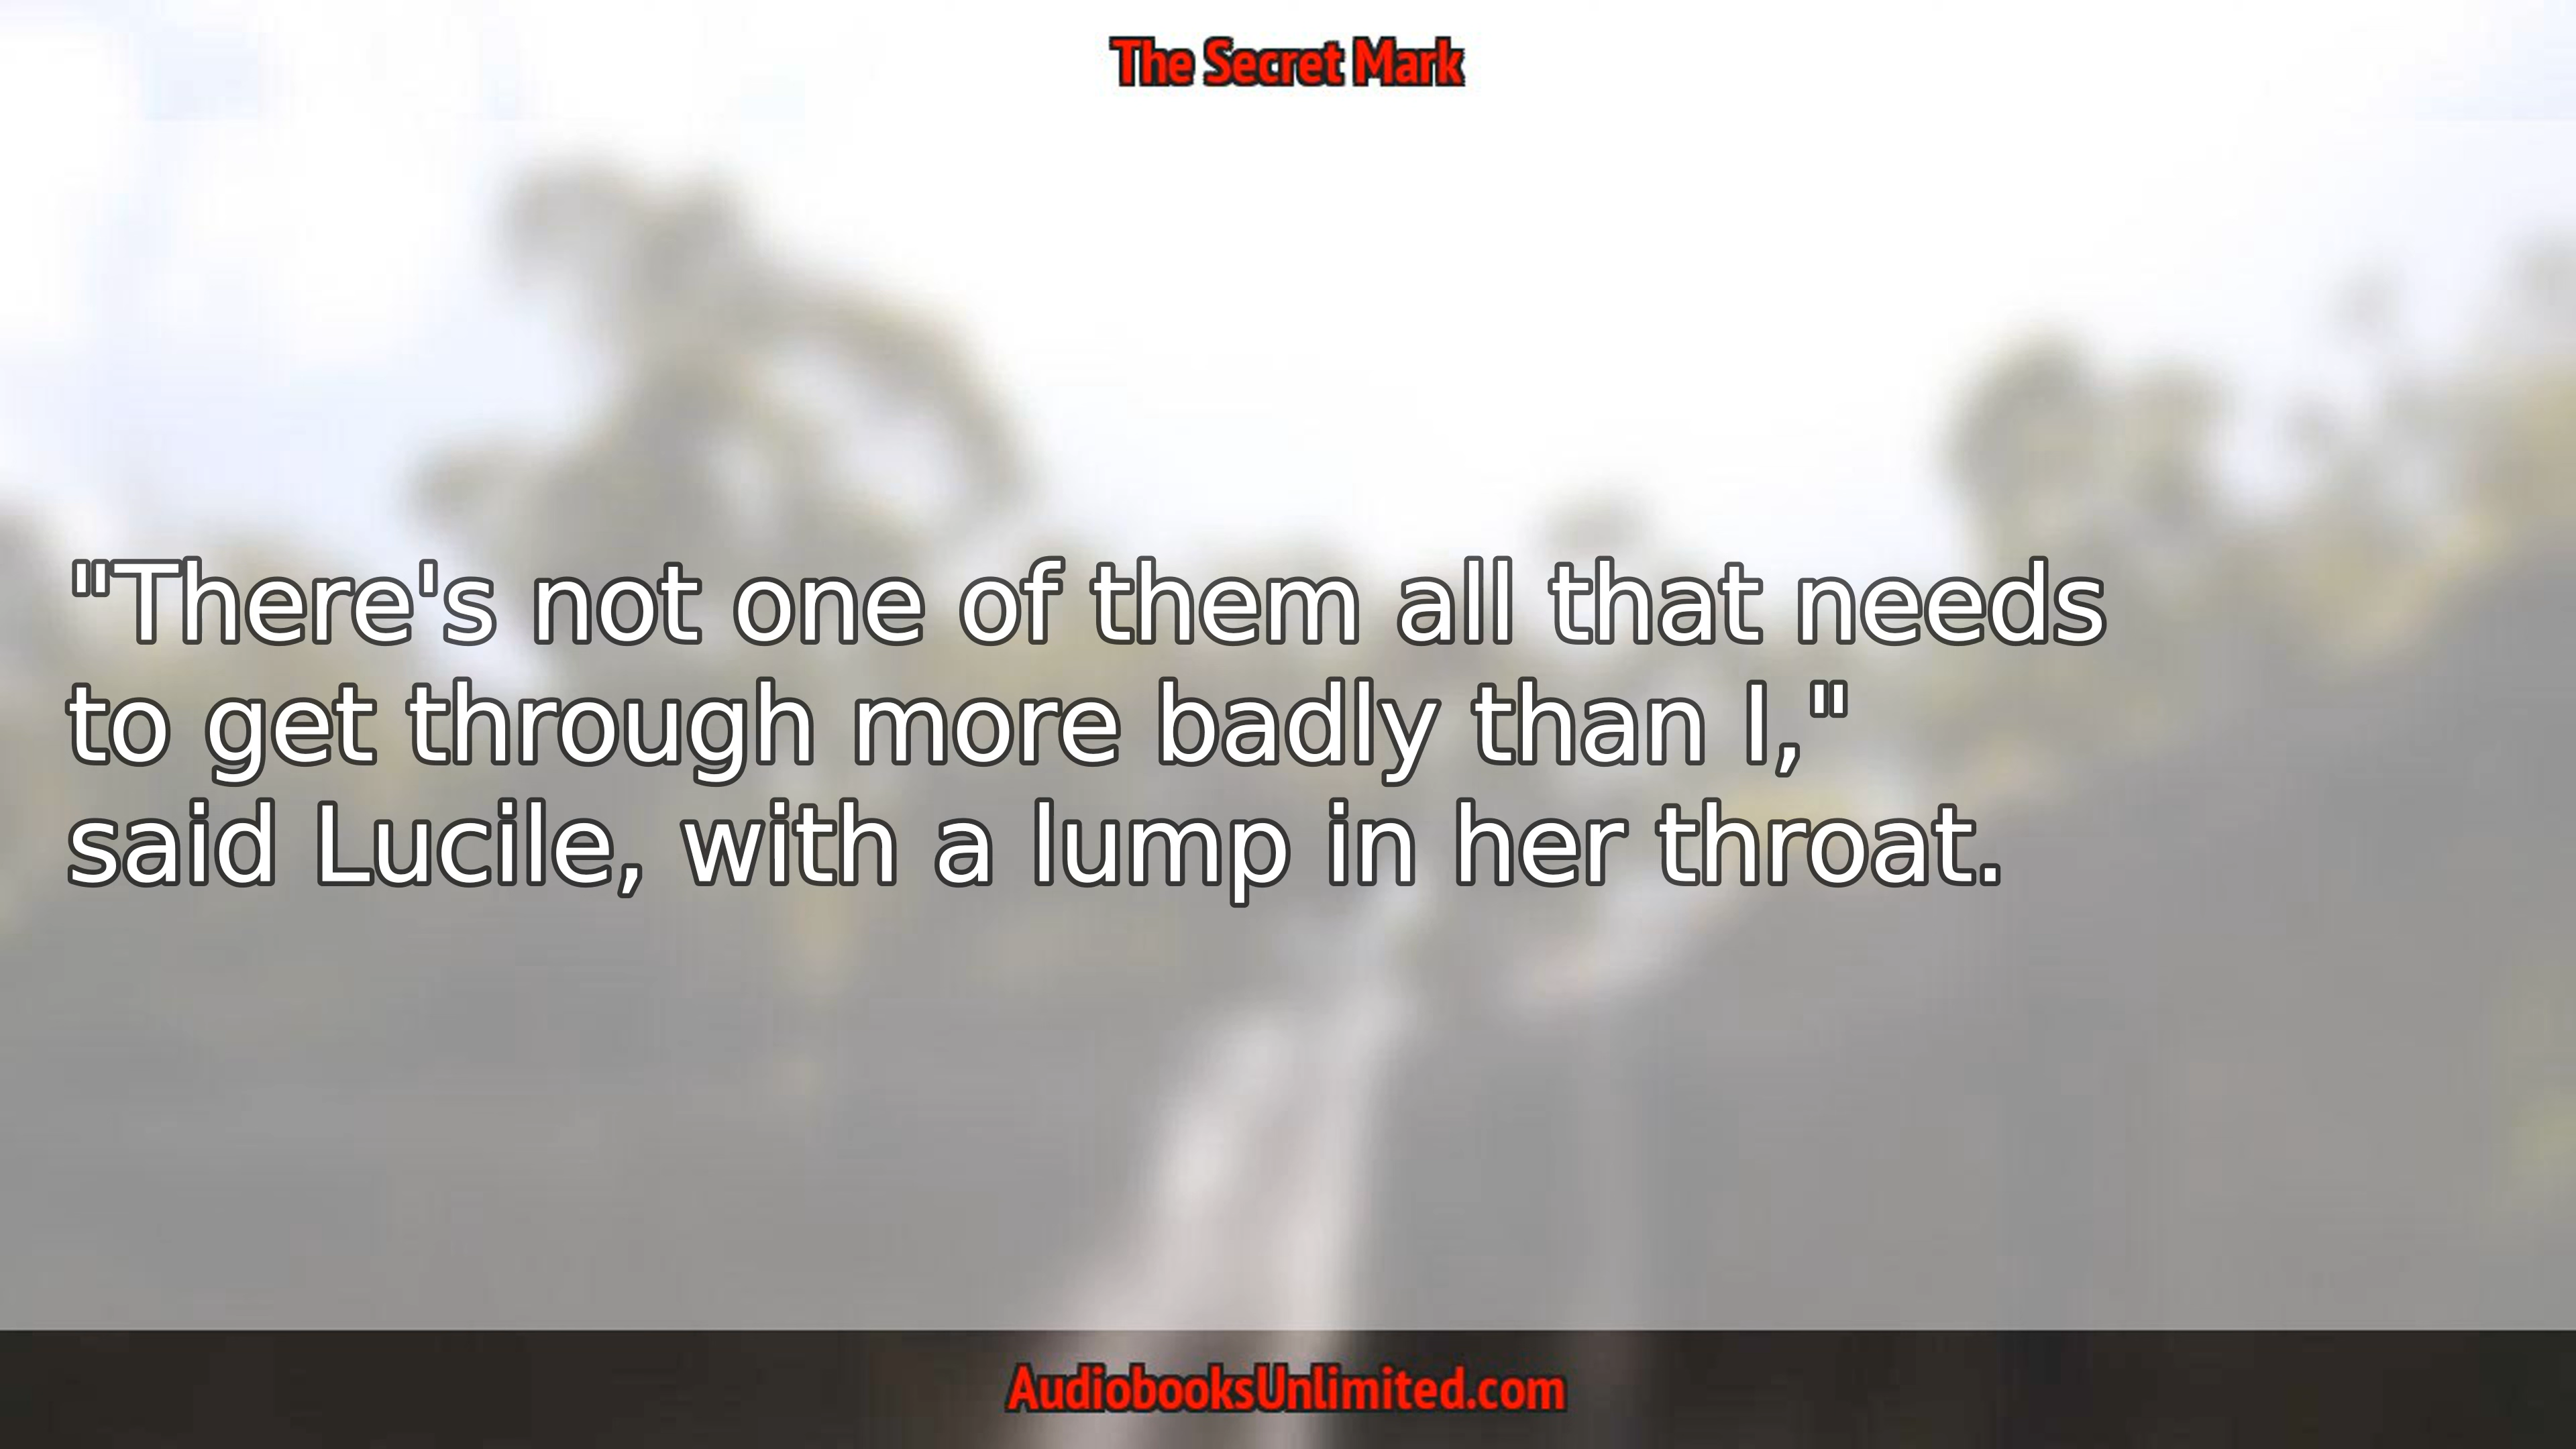 The Secret Mark
"There's not one of them all that needs
to get through more badly than I,"
said Lucile, with a lump in her throat.
AudiobooksUnlimited.com